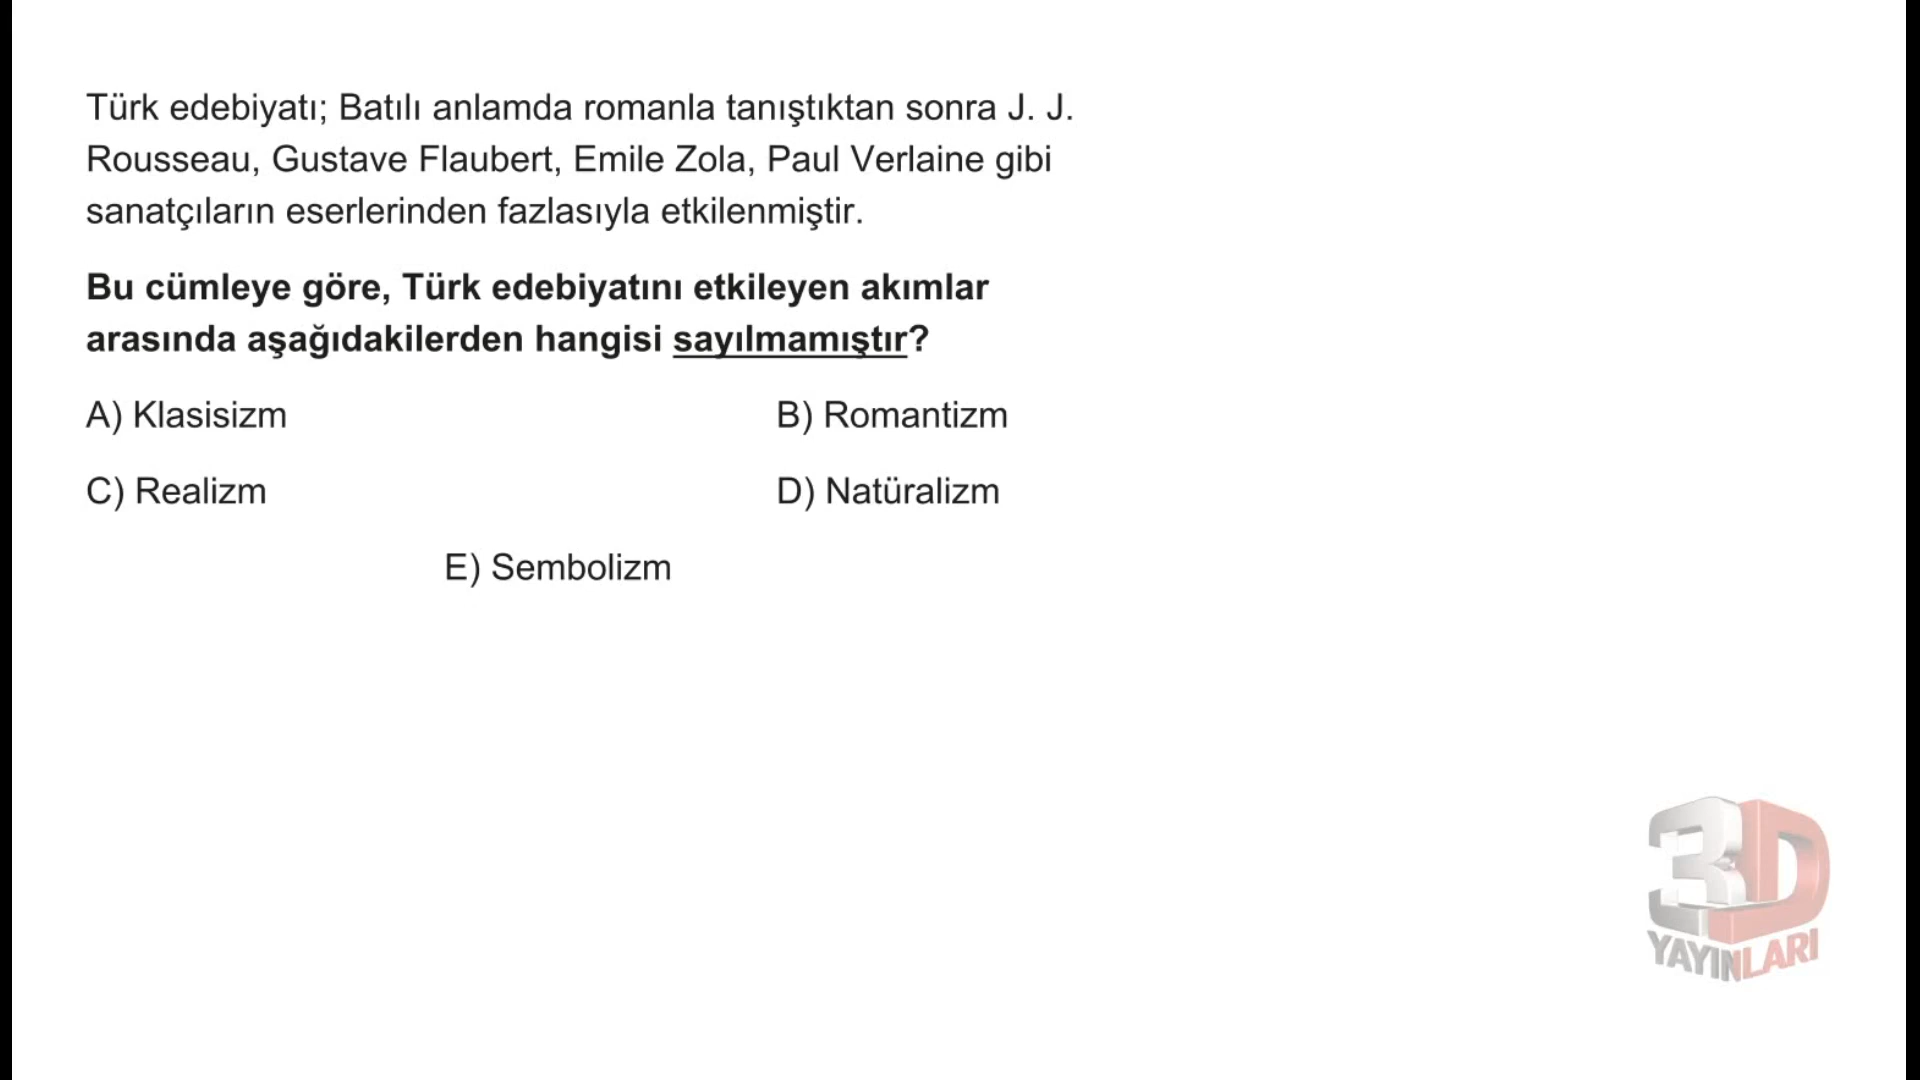 Türk edebiyatı; Batılı anlamda romanla tanıştıktan sonra J. J.
Rousseau, Gustave Flaubert, Emile Zola, Paul Verlaine gibi
sanatçıların eserlerinden fazlasıyla etkilenmiştir.
Bu cümleye göre, Türk edebiyatını etkileyen akımlar
arasında aşağıdakilerden hangisi sayılmamıştır?
A) Klasisizm B) Romantizm
C) Realizm D) Natüralizm
E) Sembolizm
3D
YAYINLARI